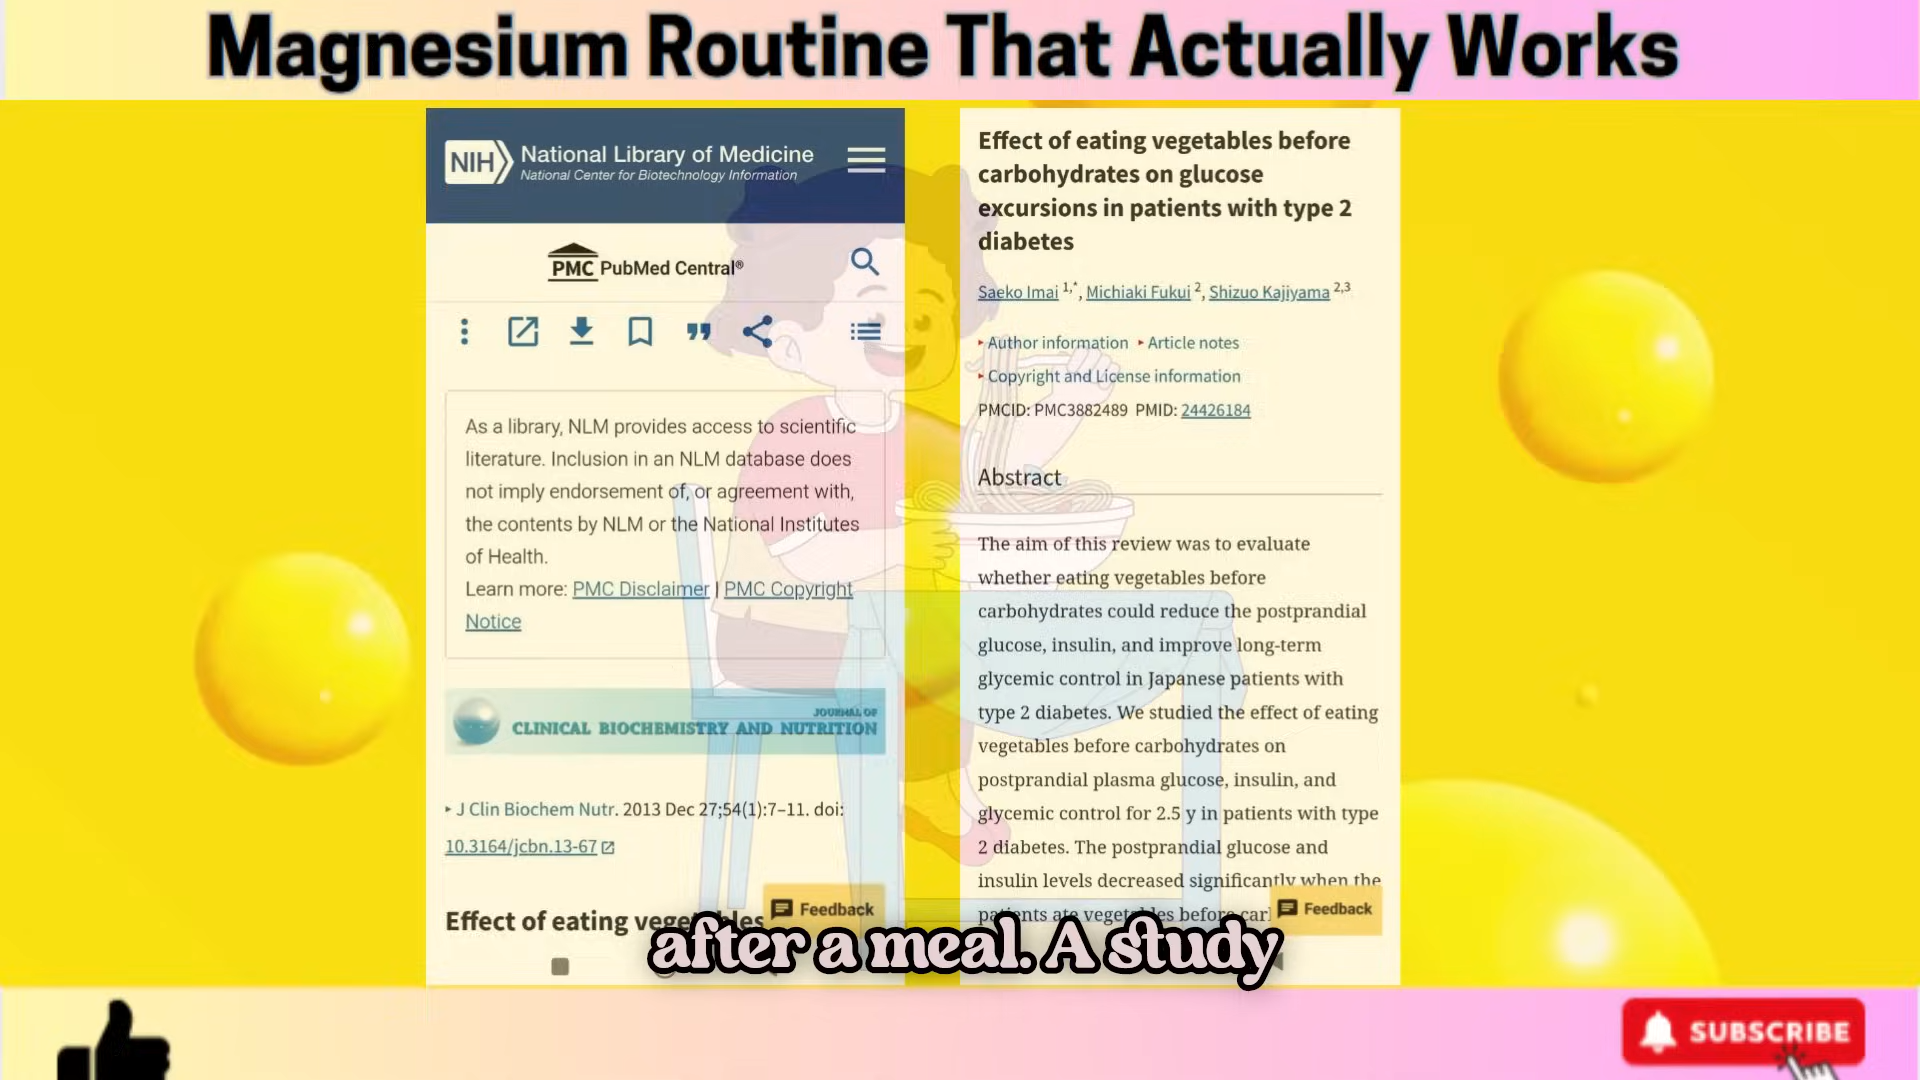 Magnesium Routine That Actually Works
NIH National Library of Medicine
National Center for Biotechnology Information
PMC PubMed Central®
As a library, NLM provides access to scientific
literature. Inclusion in an NLM database does
not imply endorsement of, or agreement with,
the contents by NLM or the National Institutes
of Health.
Learn more: PMC Disclaimer | PMC Copyright
Notice
JOURNAL OF
CLINICAL BIOCHEMISTRY AND NUTRITION
J Clin Biochem Nutr. 2013 Dec 27;54(1):7–11. doi:
10.3164/jcbn.13-67
Effect of eating vegetables
Feedback
Effect of eating vegetables before
carbohydrates on glucose
excursions in patients with type 2
diabetes
Saeko Imai 1,*, Michiaki Fukui 2, Shizuo Kajiyama 2,3
Author information Article notes
Copyright and License information
PMCID: PMC3882489 PMID: 24426184
Abstract
The aim of this review was to evaluate
whether eating vegetables before
carbohydrates could reduce the postprandial
glucose, insulin, and improve long-term
glycemic control in Japanese patients with
type 2 diabetes. We studied the effect of eating
vegetables before carbohydrates on
postprandial plasma glucose, insulin, and
glycemic control for 2.5 y in patients with type
2 diabetes. The postprandial glucose and
insulin levels decreased significantly when the
patients ate vegetables before car
Feedback
after a meal. A study
SUBSCRIBE